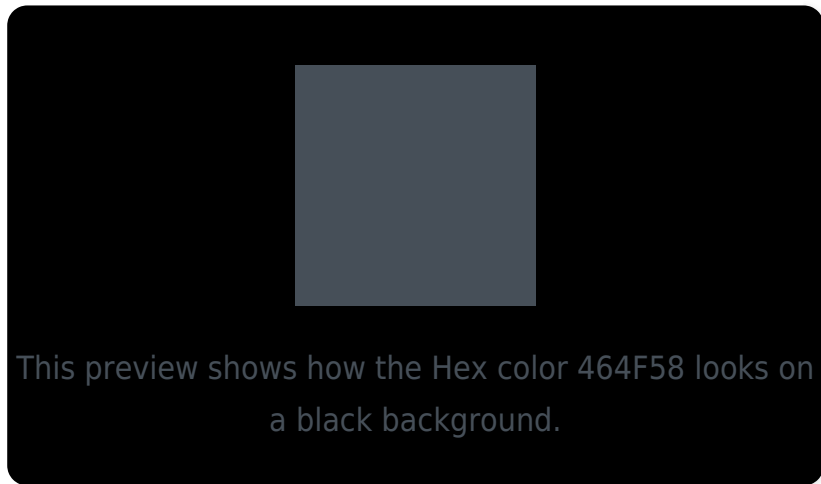 This preview shows how the Hex color 464F58 looks on
a black background.